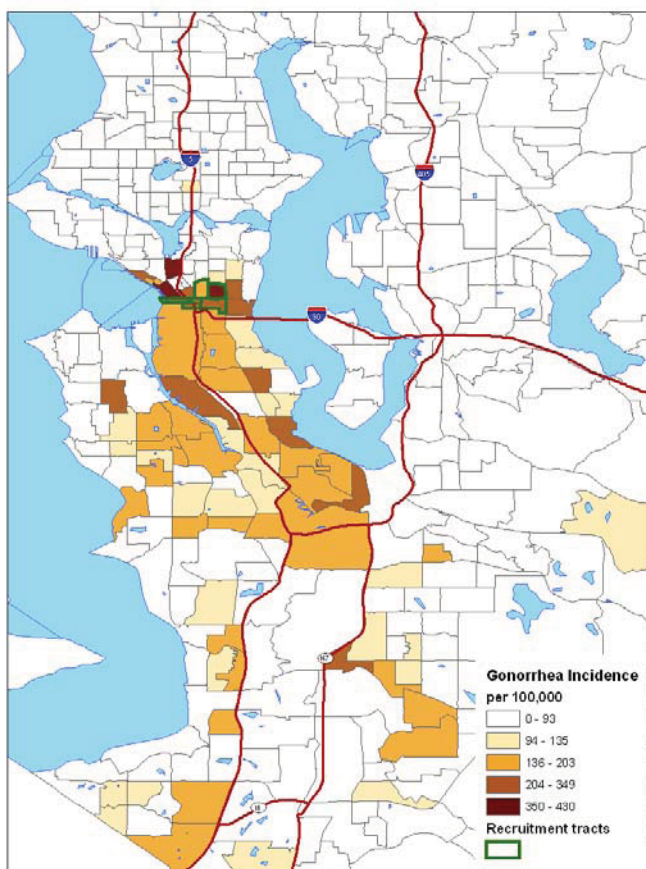 5
405
90
167
18
Gonorrhea Incidence
per 100,000
0 - 93
94 - 135
136 - 203
204 - 349
350 - 430
Recruitment tracts